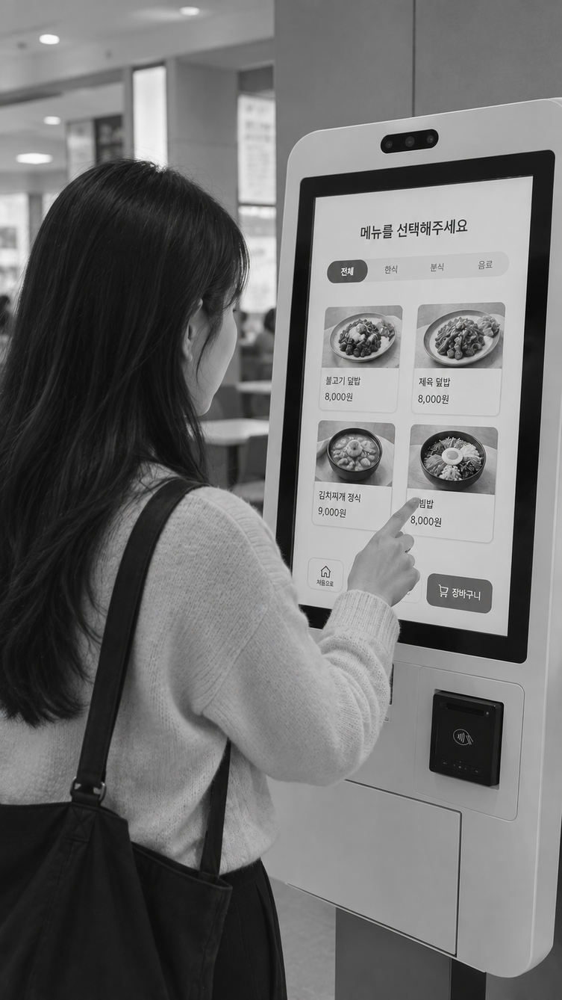 메뉴를 선택해주세요
전체 한식 분식 음료
불고기 덮밥
8,000원
제육 덮밥
8,000원
김치찌개 정식
9,000원
빔밥
8,000원
처음으로
장바구니